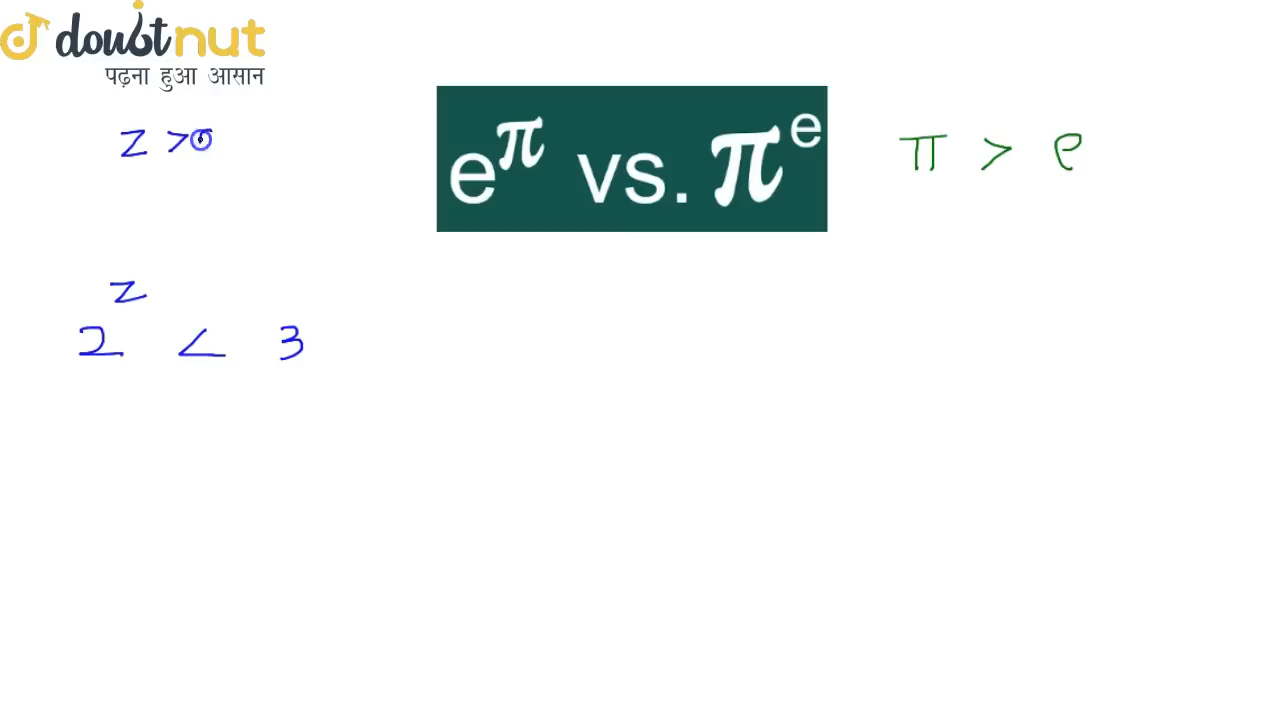 doubtnut
पढ़ना हुआ आसान
z > 0
e^π vs. π^e
π > e
z
2 < 3